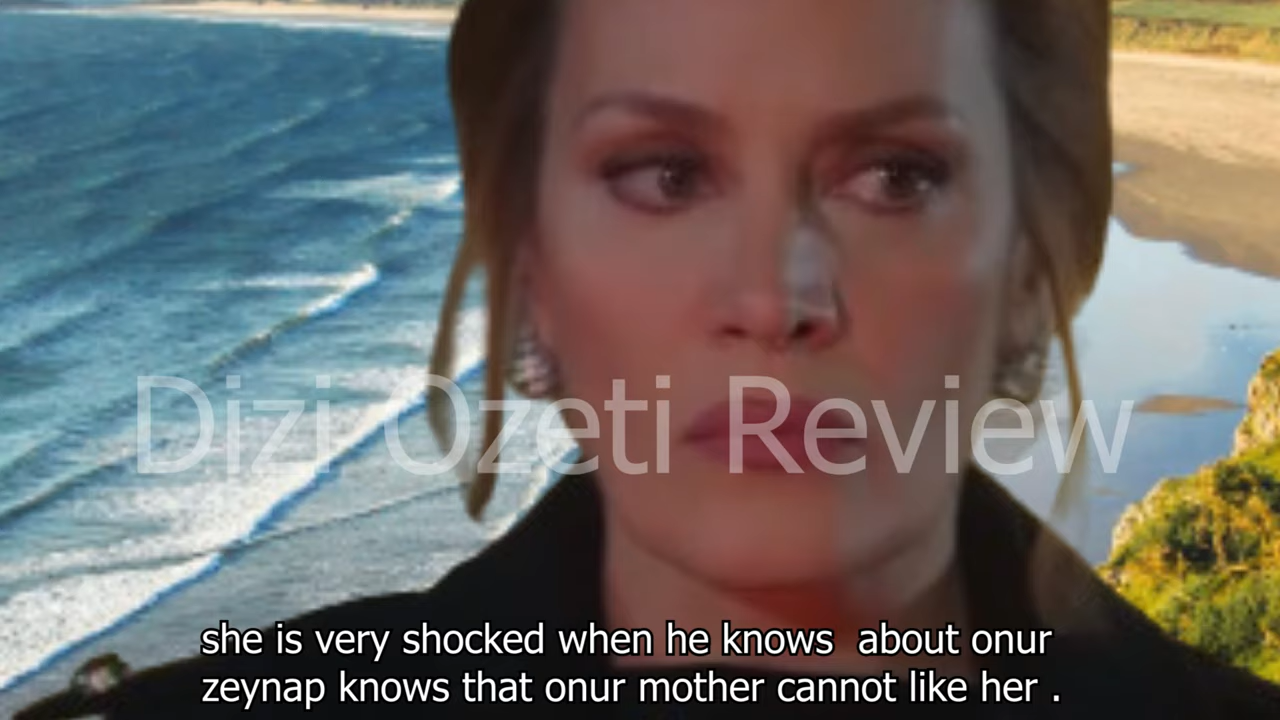 Dizi Ozeti Review
she is very shocked when he knows  about onur
zeynap knows that onur mother cannot like her .